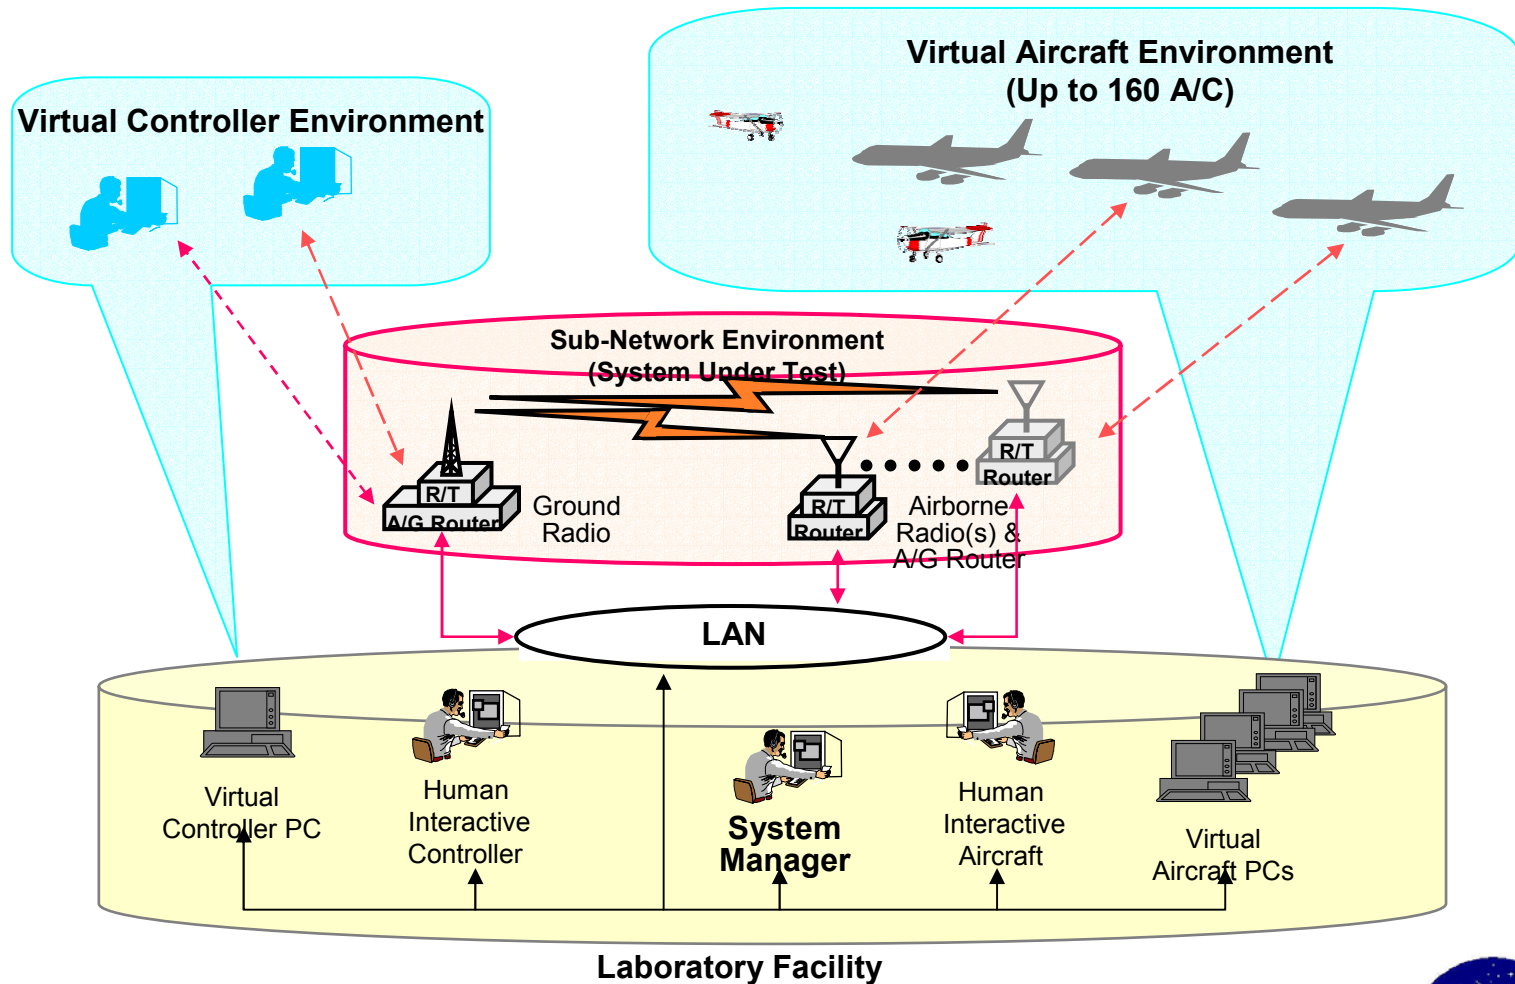 Virtual Aircraft Environment
(Up to 160 A/C)
Virtual Controller Environment
Sub-Network Environment
(System Under Test)
R/T
A/G Router
Ground
Radio
R/T
Router
R/T
Router
Airborne
Radio(s) &
A/G Router
LAN
Virtual
Controller PC
Human
Interactive
Controller
System
Manager
Human
Interactive
Aircraft
Virtual
Aircraft PCs
Laboratory Facility